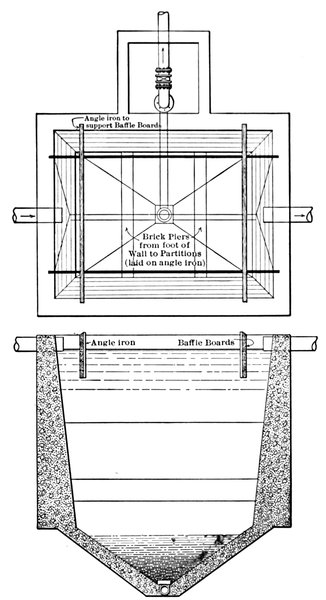 Angle iron to
support Baffle Boards
Brick Piers
from foot of
Wall to Partitions
(laid on angle iron)
Angle iron
Baffle Boards